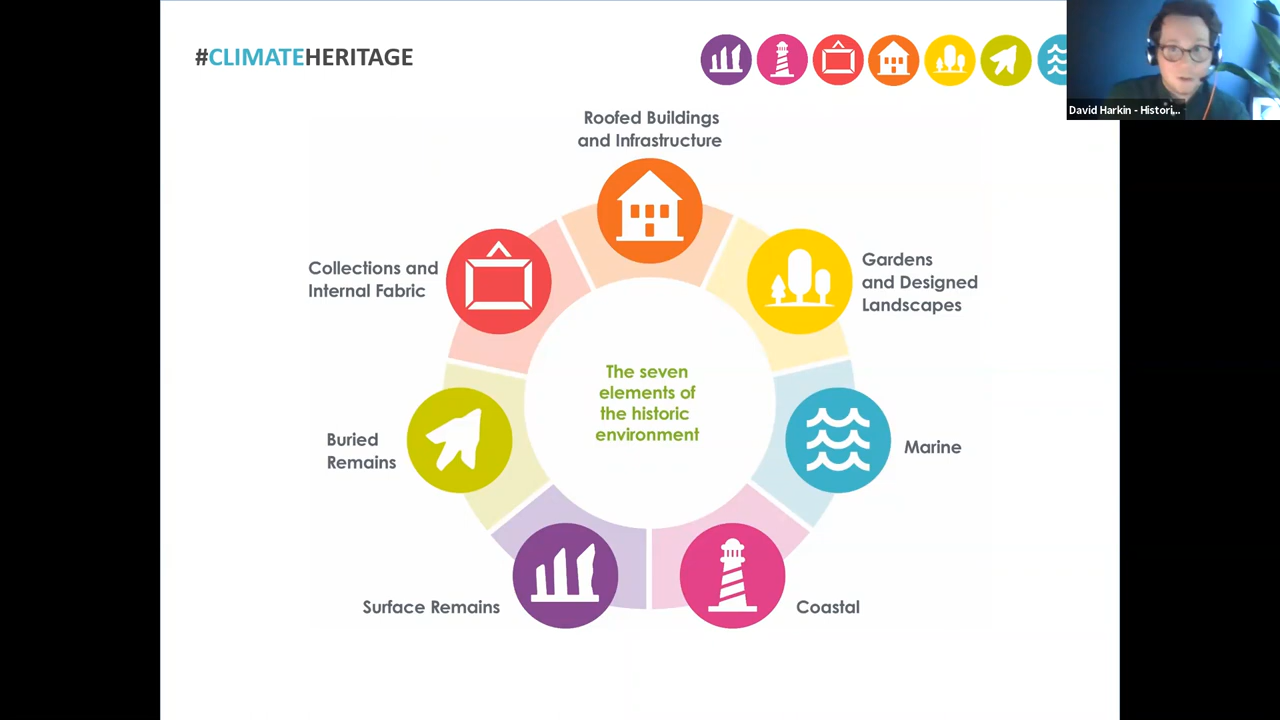 #CLIMATEHERITAGE
David Harkin - Histori...
Roofed Buildings
and Infrastructure
Collections and
Internal Fabric
Gardens
and Designed
Landscapes
The seven
elements of
the historic
environment
Buried
Remains
Marine
Surface Remains
Coastal